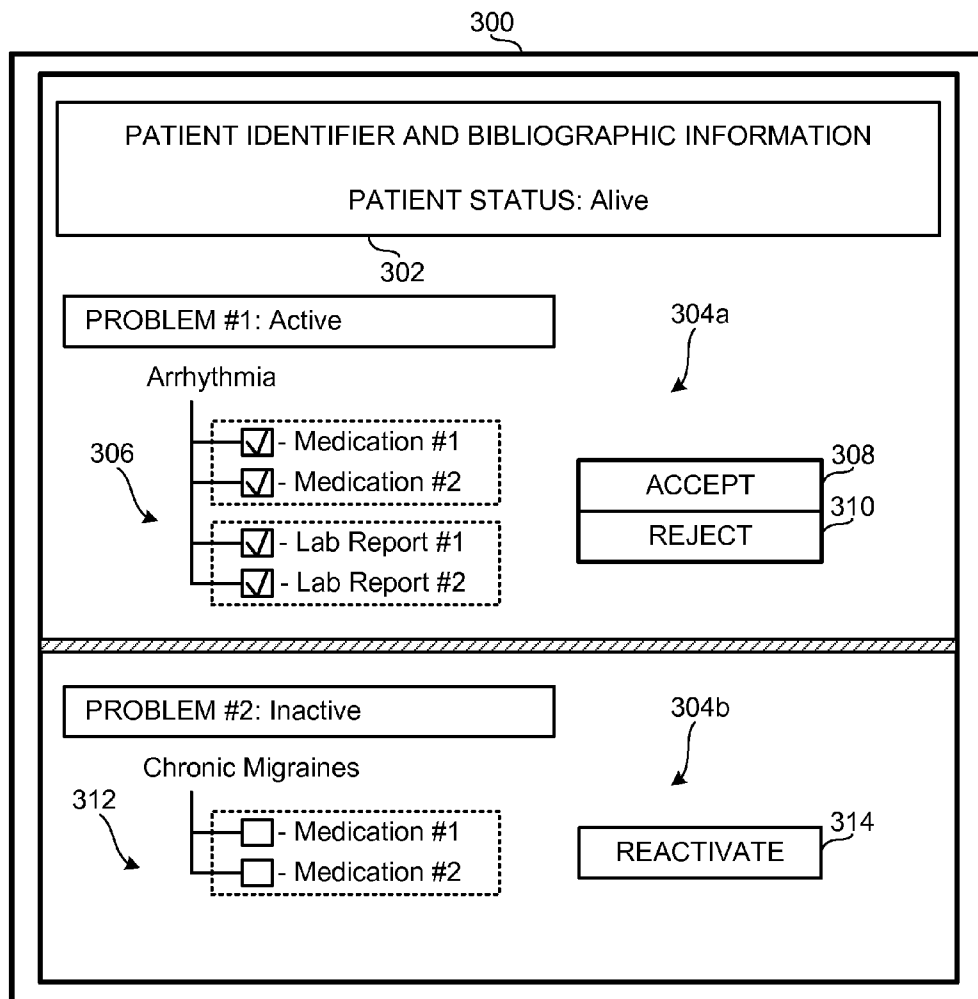 300
PATIENT IDENTIFIER AND BIBLIOGRAPHIC INFORMATION
PATIENT STATUS: Alive
302
PROBLEM #1: Active
304a
Arrhythmia
306
- Medication #1
- Medication #2
- Lab Report #1
- Lab Report #2
ACCEPT
308
REJECT
310
PROBLEM #2: Inactive
304b
Chronic Migraines
312
- Medication #1
- Medication #2
REACTIVATE
314